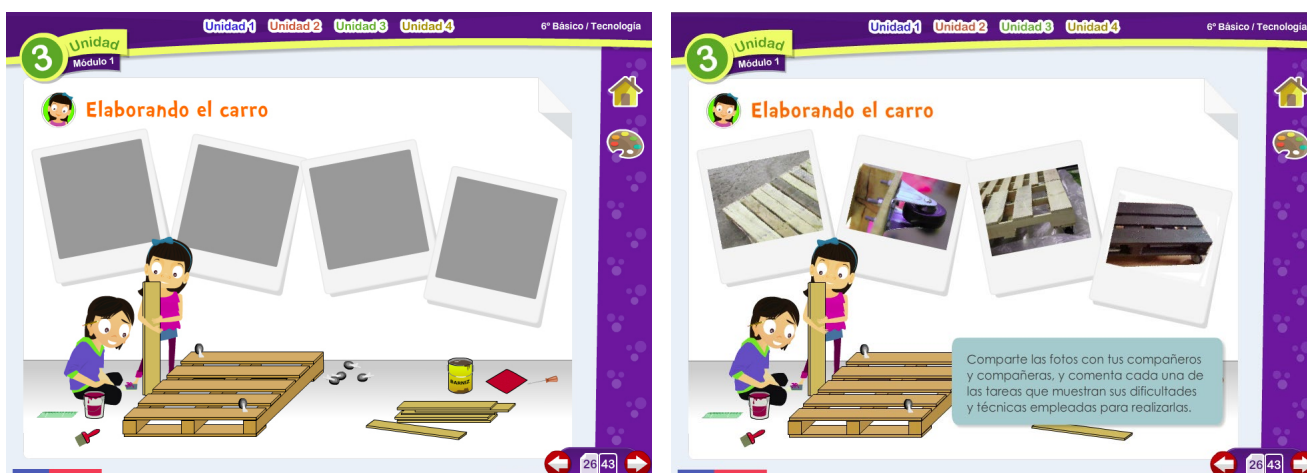 Unidad 1 Unidad 2 Unidad 3 Unidad 4
6º Básico / Tecnología
3 Unidad
Módulo 1
Elaborando el carro
BARNIZ
26 43
Unidad 1 Unidad 2 Unidad 3 Unidad 4
6º Básico / Tecnología
3 Unidad
Módulo 1
Elaborando el carro
Comparte las fotos con tus compañeros
y compañeras, y comenta cada una de
las tareas que muestran sus dificultades
y técnicas empleadas para realizarlas.
26 43